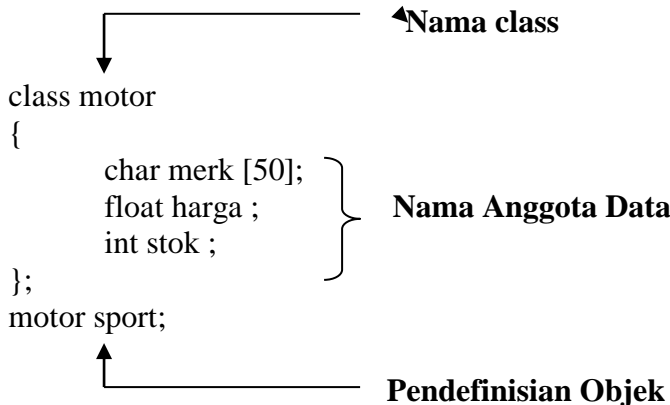 Nama class
class motor
{
char merk [50];
float harga ;
int stok ;
Nama Anggota Data
};
motor sport;
Pendefinisian Objek